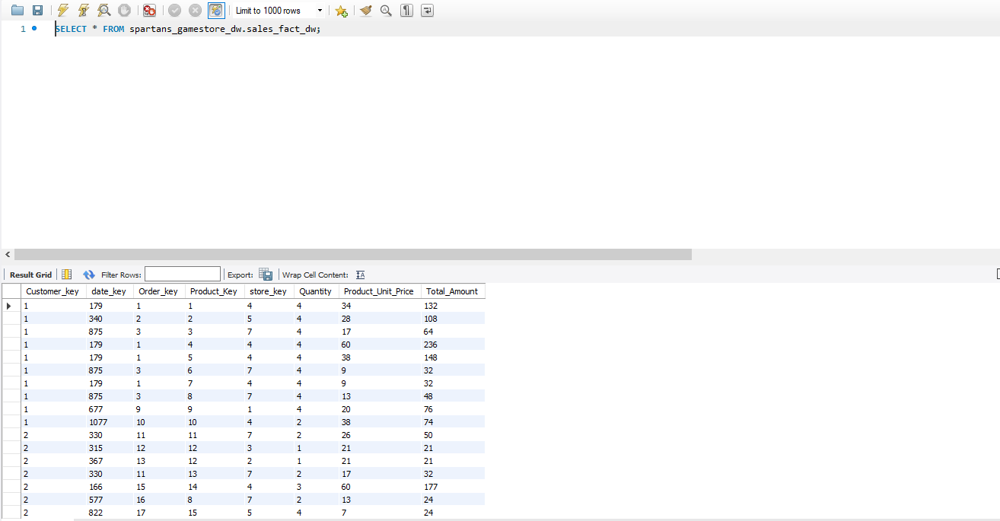 Limit to 1000 rows
1 SELECT * FROM spartans_gamestore_dw.sales_fact_dw;
Result Grid Filter Rows: Export: Wrap Cell Content:
Customer_key date_key Order_key Product_Key store_key Quantity Product_Unit_Price Total_Amount
1 179 1 1 4 4 34 132
1 340 2 2 5 4 28 108
1 875 3 3 7 4 17 64
1 179 1 4 4 4 60 236
1 179 1 5 4 4 38 148
1 875 3 6 7 4 9 32
1 179 1 7 4 4 9 32
1 875 3 8 7 4 13 48
1 677 9 9 1 4 20 76
1 1077 10 10 4 2 38 74
2 330 11 11 7 2 26 50
2 315 12 12 3 1 21 21
2 367 13 12 2 1 21 21
2 330 11 13 7 2 17 32
2 166 15 14 4 3 60 177
2 577 16 8 7 2 13 24
2 822 17 15 5 4 7 24